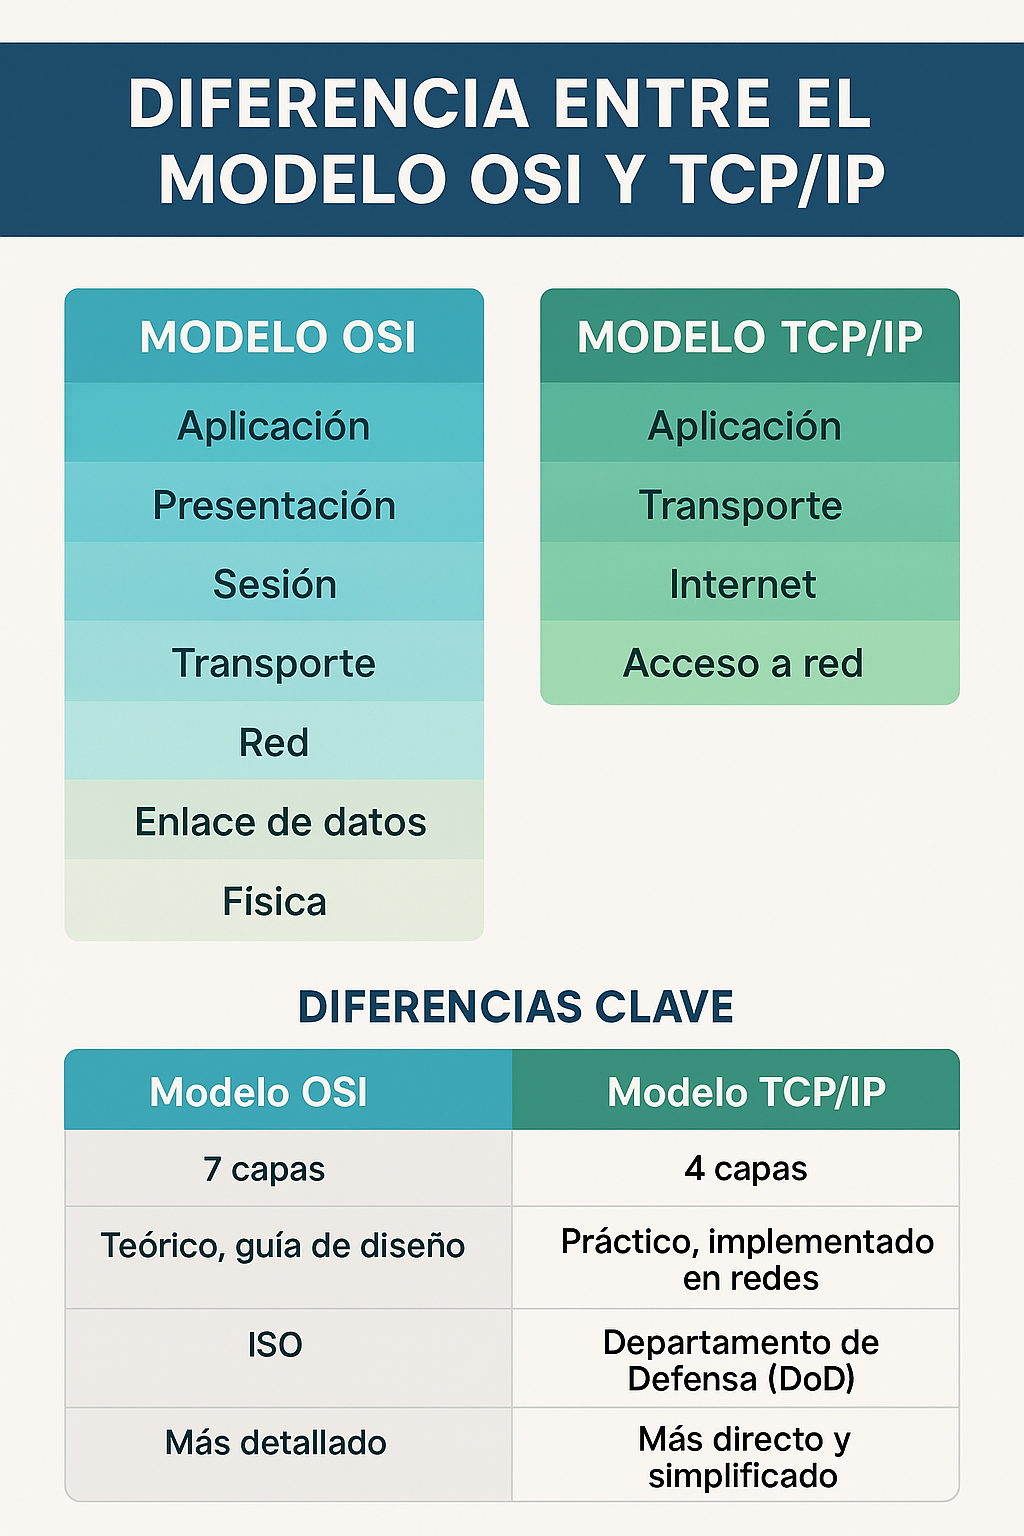 DIFERENCIA ENTRE EL
MODELO OSI Y TCP/IP
MODELO OSI
Aplicación
Presentación
Sesión
Transporte
Red
Enlace de datos
Física
MODELO TCP/IP
Aplicación
Transporte
Internet
Acceso a red
DIFERENCIAS CLAVE
Modelo OSI
Modelo TCP/IP
7 capas
4 capas
Teórico, guía de diseño
Práctico, implementado
en redes
ISO
Departamento de
Defensa (DoD)
Más detallado
Más directo y
simplificado